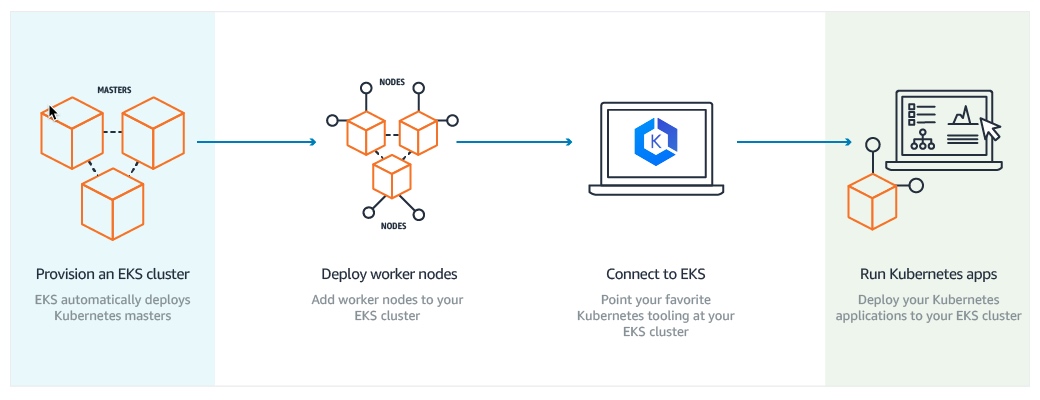 MASTERS
Provision an EKS cluster
EKS automatically deploys
Kubernetes masters
NODES
NODES
Deploy worker nodes
Add worker nodes to your
EKS cluster
K
Connect to EKS
Point your favorite
Kubernetes tooling at your
EKS cluster
Run Kubernetes apps
Deploy your Kubernetes
applications to your EKS cluster